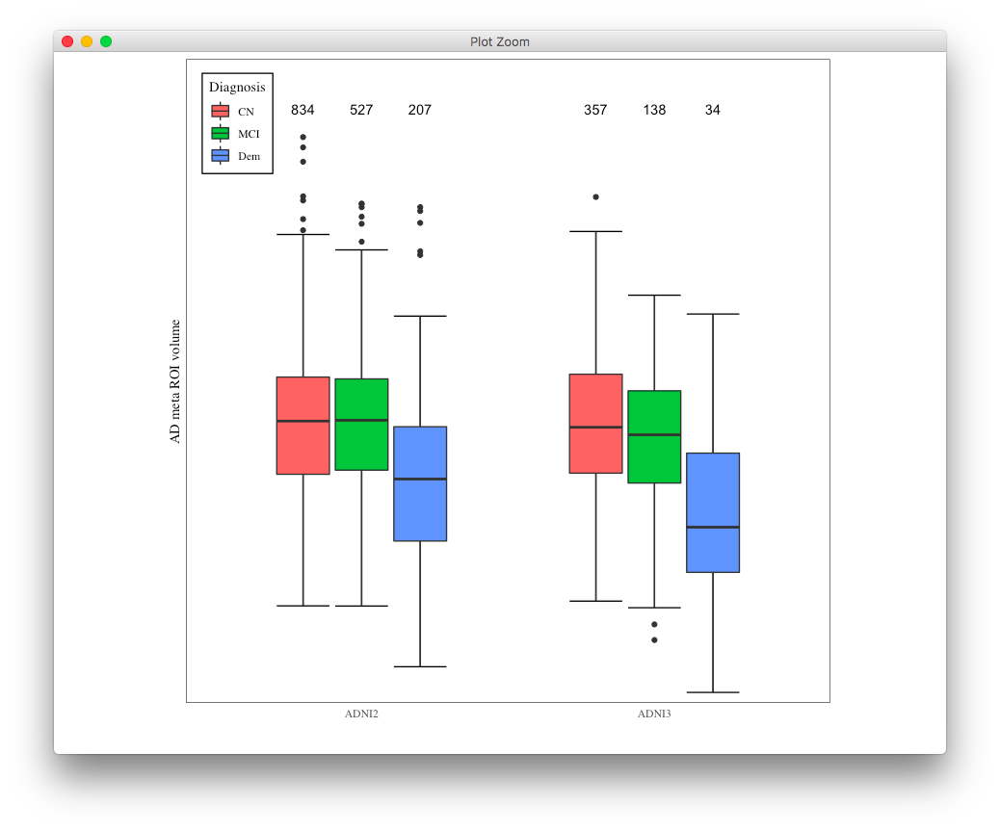 Plot Zoom
Diagnosis
CN
MCI
Dem
834 527 207 357 138 34
AD meta ROI volume
ADNI2 ADNI3